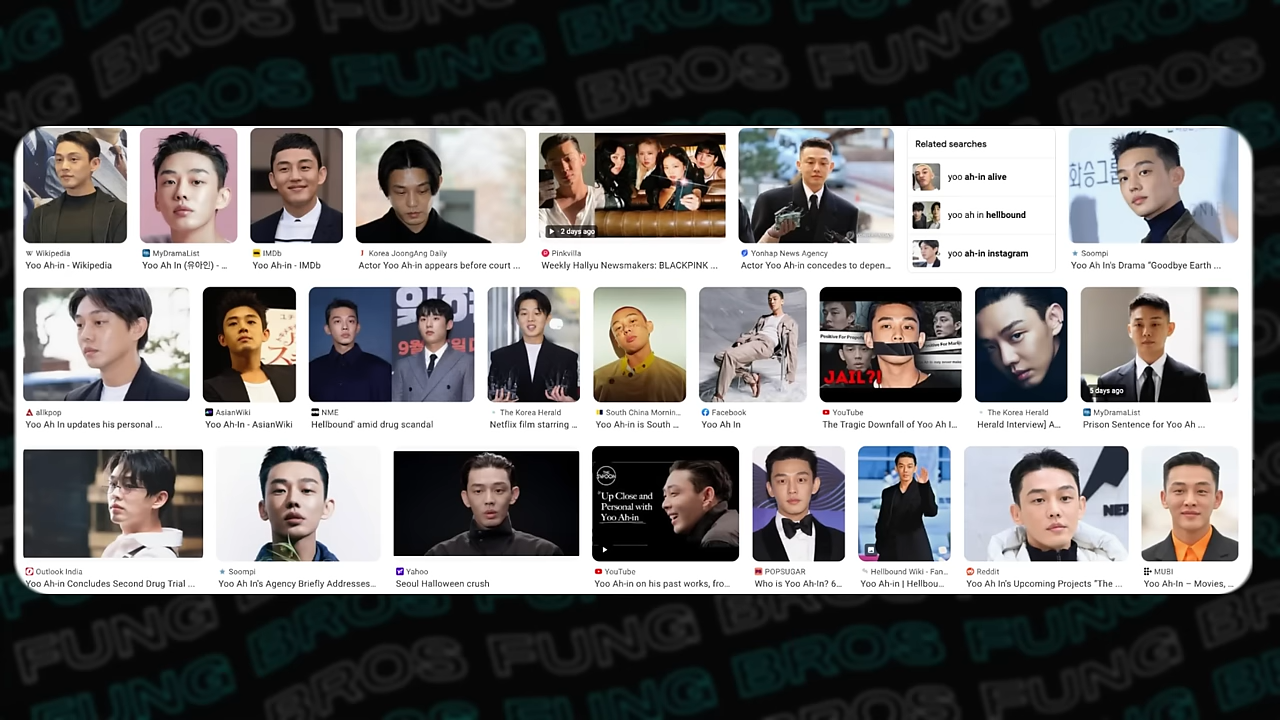 FUNG BROS
Wikipedia
Yoo Ah-in - Wikipedia
MyDramaList
Yoo Ah In (유아인) - ...
IMDb
Yoo Ah-in - IMDb
Korea JoongAng Daily
Actor Yoo Ah-in appears before court ...
2 days ago
Pinkvilla
Weekly Hallyu Newsmakers: BLACKPINK ...
Yonhap News Agency
Actor Yoo Ah-in concedes to depen...
Related searches
yoo ah-in alive
yoo ah in hellbound
yoo ah-in instagram
화승그룹
Soompi
Yoo Ah In's Drama "Goodbye Earth ...
allkpop
Yoo Ah In updates his personal ...
AsianWiki
Yoo Ah-In - AsianWiki
NME
Hellbound' amid drug scandal
The Korea Herald
Netflix film starring ...
South China Mornin...
Yoo Ah-in is South ...
Facebook
Yoo Ah In
JAIL?!
YouTube
The Tragic Downfall of Yoo Ah I...
The Korea Herald
Herald Interview] A...
5 days ago
MyDramaList
Prison Sentence for Yoo Ah ...
Outlook India
Yoo Ah-in Concludes Second Drug Trial ...
Soompi
Yoo Ah In's Agency Briefly Addresses...
Yahoo
Seoul Halloween crush
THE SWOON
"Up Close and
Personal with
Yoo Ah-in
YouTube
Yoo Ah-in on his past works, fro...
POPSUGAR
Who is Yoo Ah-In? 6...
Hellbound Wiki - Fan...
Yoo Ah-in | Hellbou...
Reddit
Yoo Ah In's Upcoming Projects "The ...
MUBI
Yoo Ah-In – Movies, ...
FUNG BROS